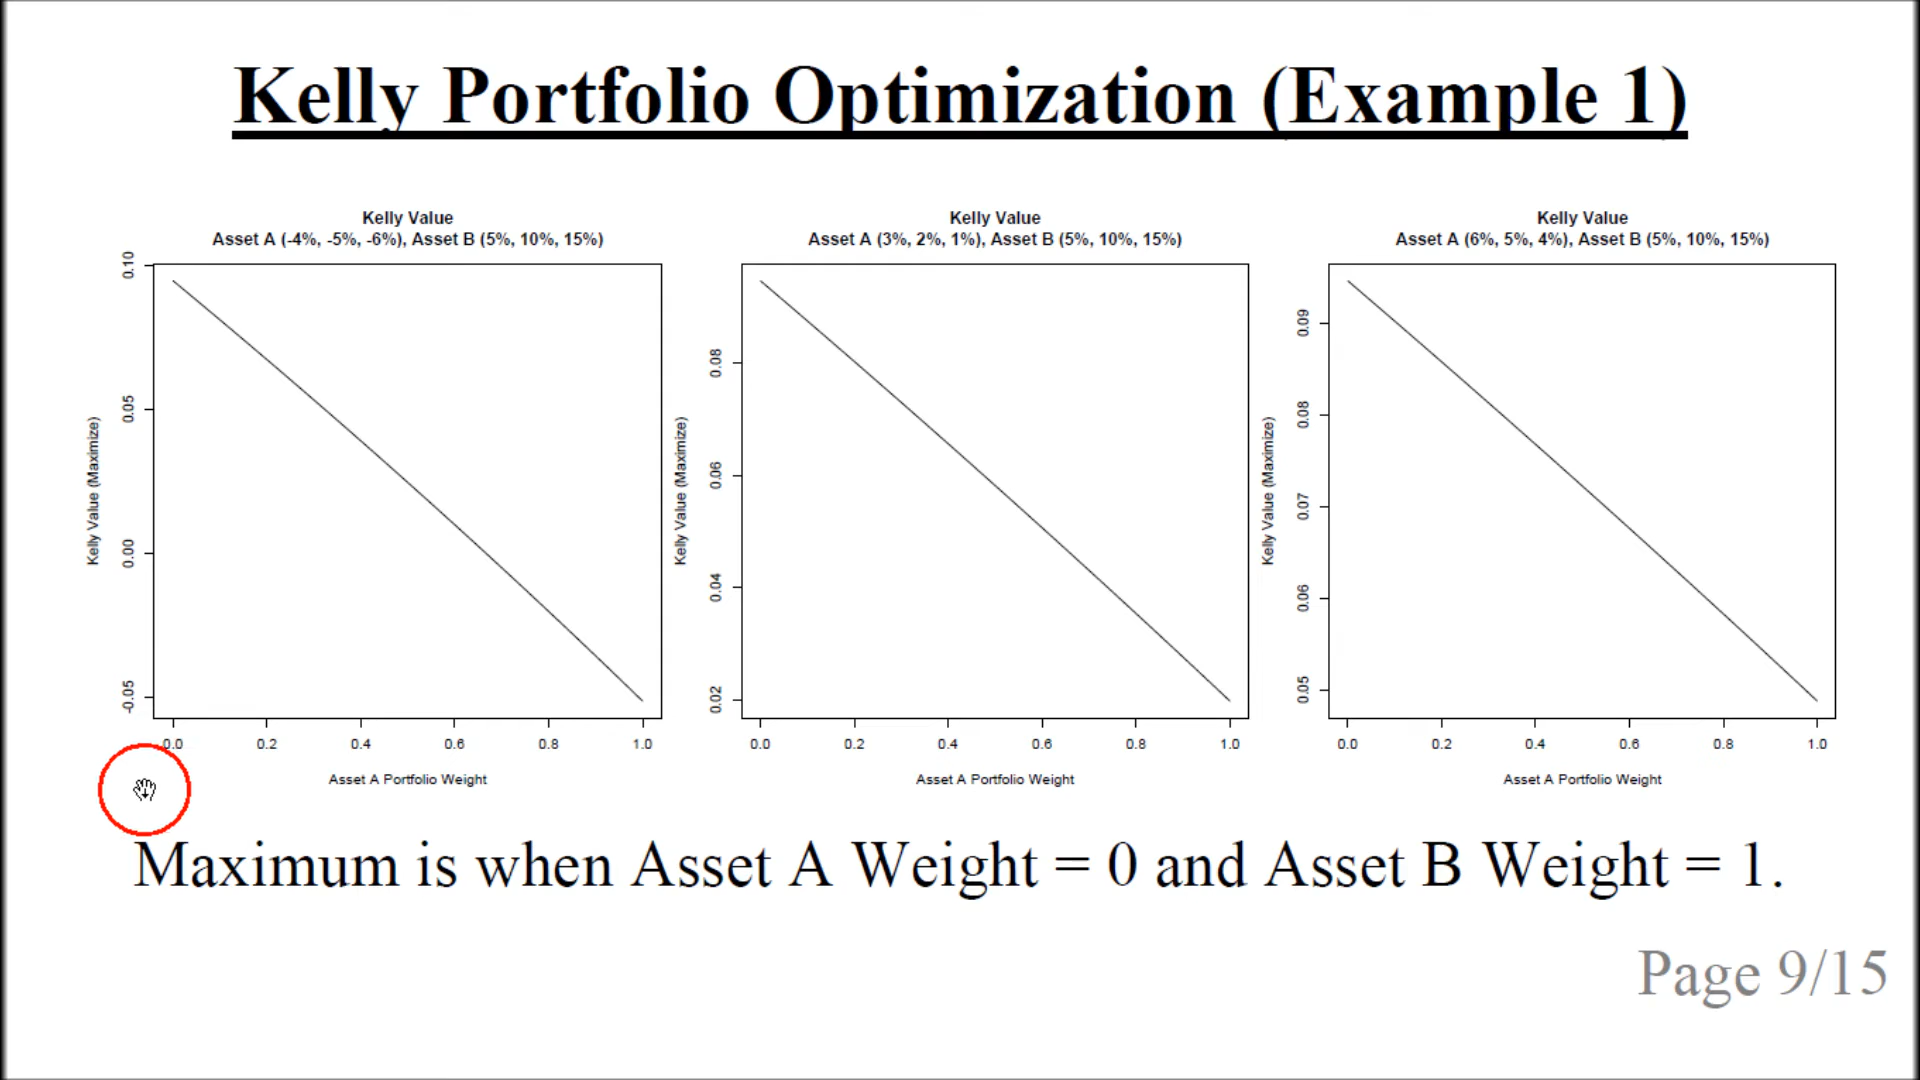 Kelly Portfolio Optimization (Example 1)
Kelly Value
Asset A (-4%, -5%, -6%), Asset B (5%, 10%, 15%)
Kelly Value (Maximize)
0.10
0.05
0.00
-0.05
0.0 0.2 0.4 0.6 0.8 1.0
Asset A Portfolio Weight
Kelly Value
Asset A (3%, 2%, 1%), Asset B (5%, 10%, 15%)
Kelly Value (Maximize)
0.08
0.06
0.04
0.02
0.0 0.2 0.4 0.6 0.8 1.0
Asset A Portfolio Weight
Kelly Value
Asset A (6%, 5%, 4%), Asset B (5%, 10%, 15%)
Kelly Value (Maximize)
0.09
0.08
0.07
0.06
0.05
0.0 0.2 0.4 0.6 0.8 1.0
Asset A Portfolio Weight
Maximum is when Asset A Weight = 0 and Asset B Weight = 1.
Page 9/15